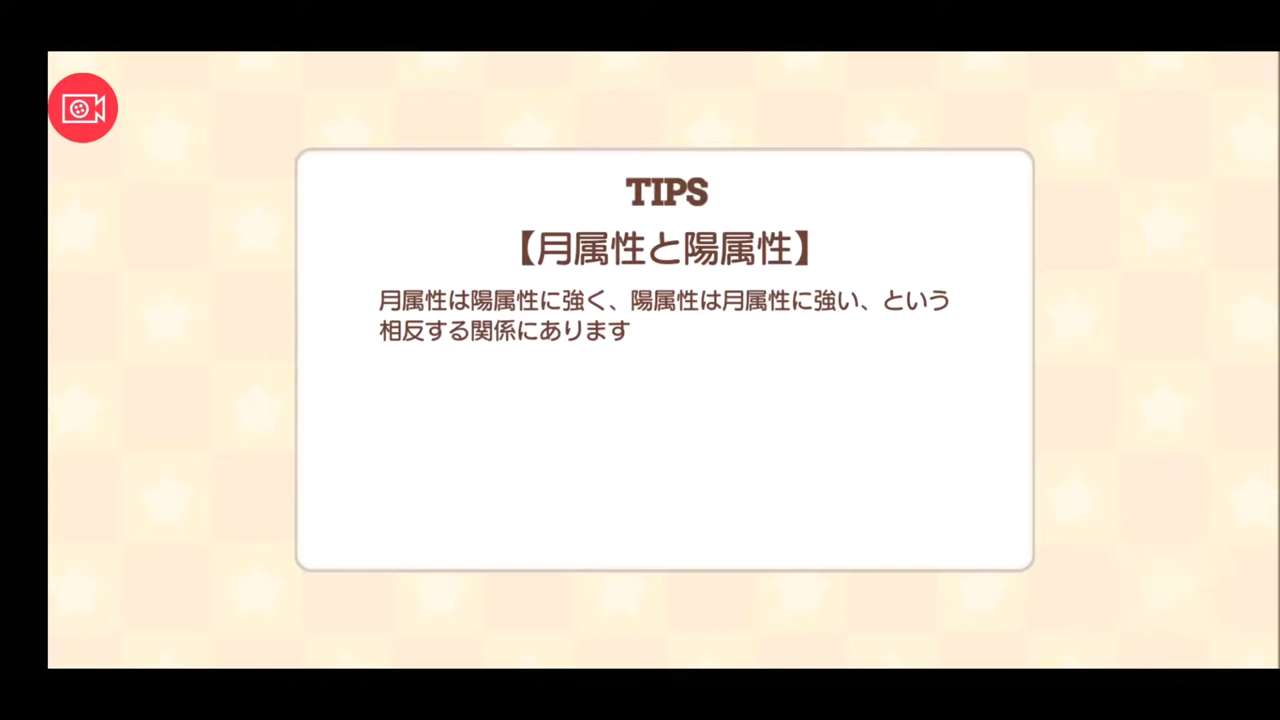 TIPS
【月属性と陽属性】
月属性は陽属性に強く、陽属性は月属性に強い、という
相反する関係にあります